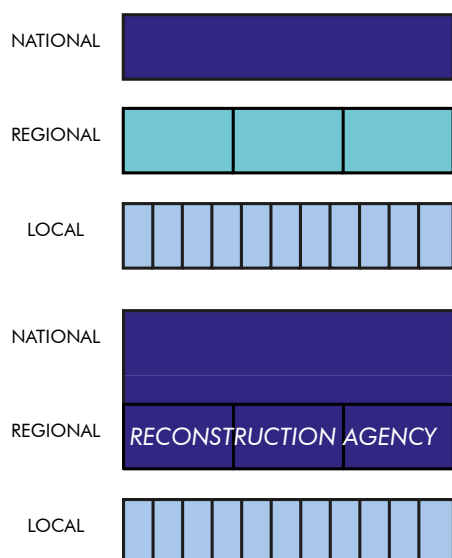 NATIONAL
REGIONAL
LOCAL
NATIONAL
REGIONAL
RECONSTRUCTION AGENCY
LOCAL